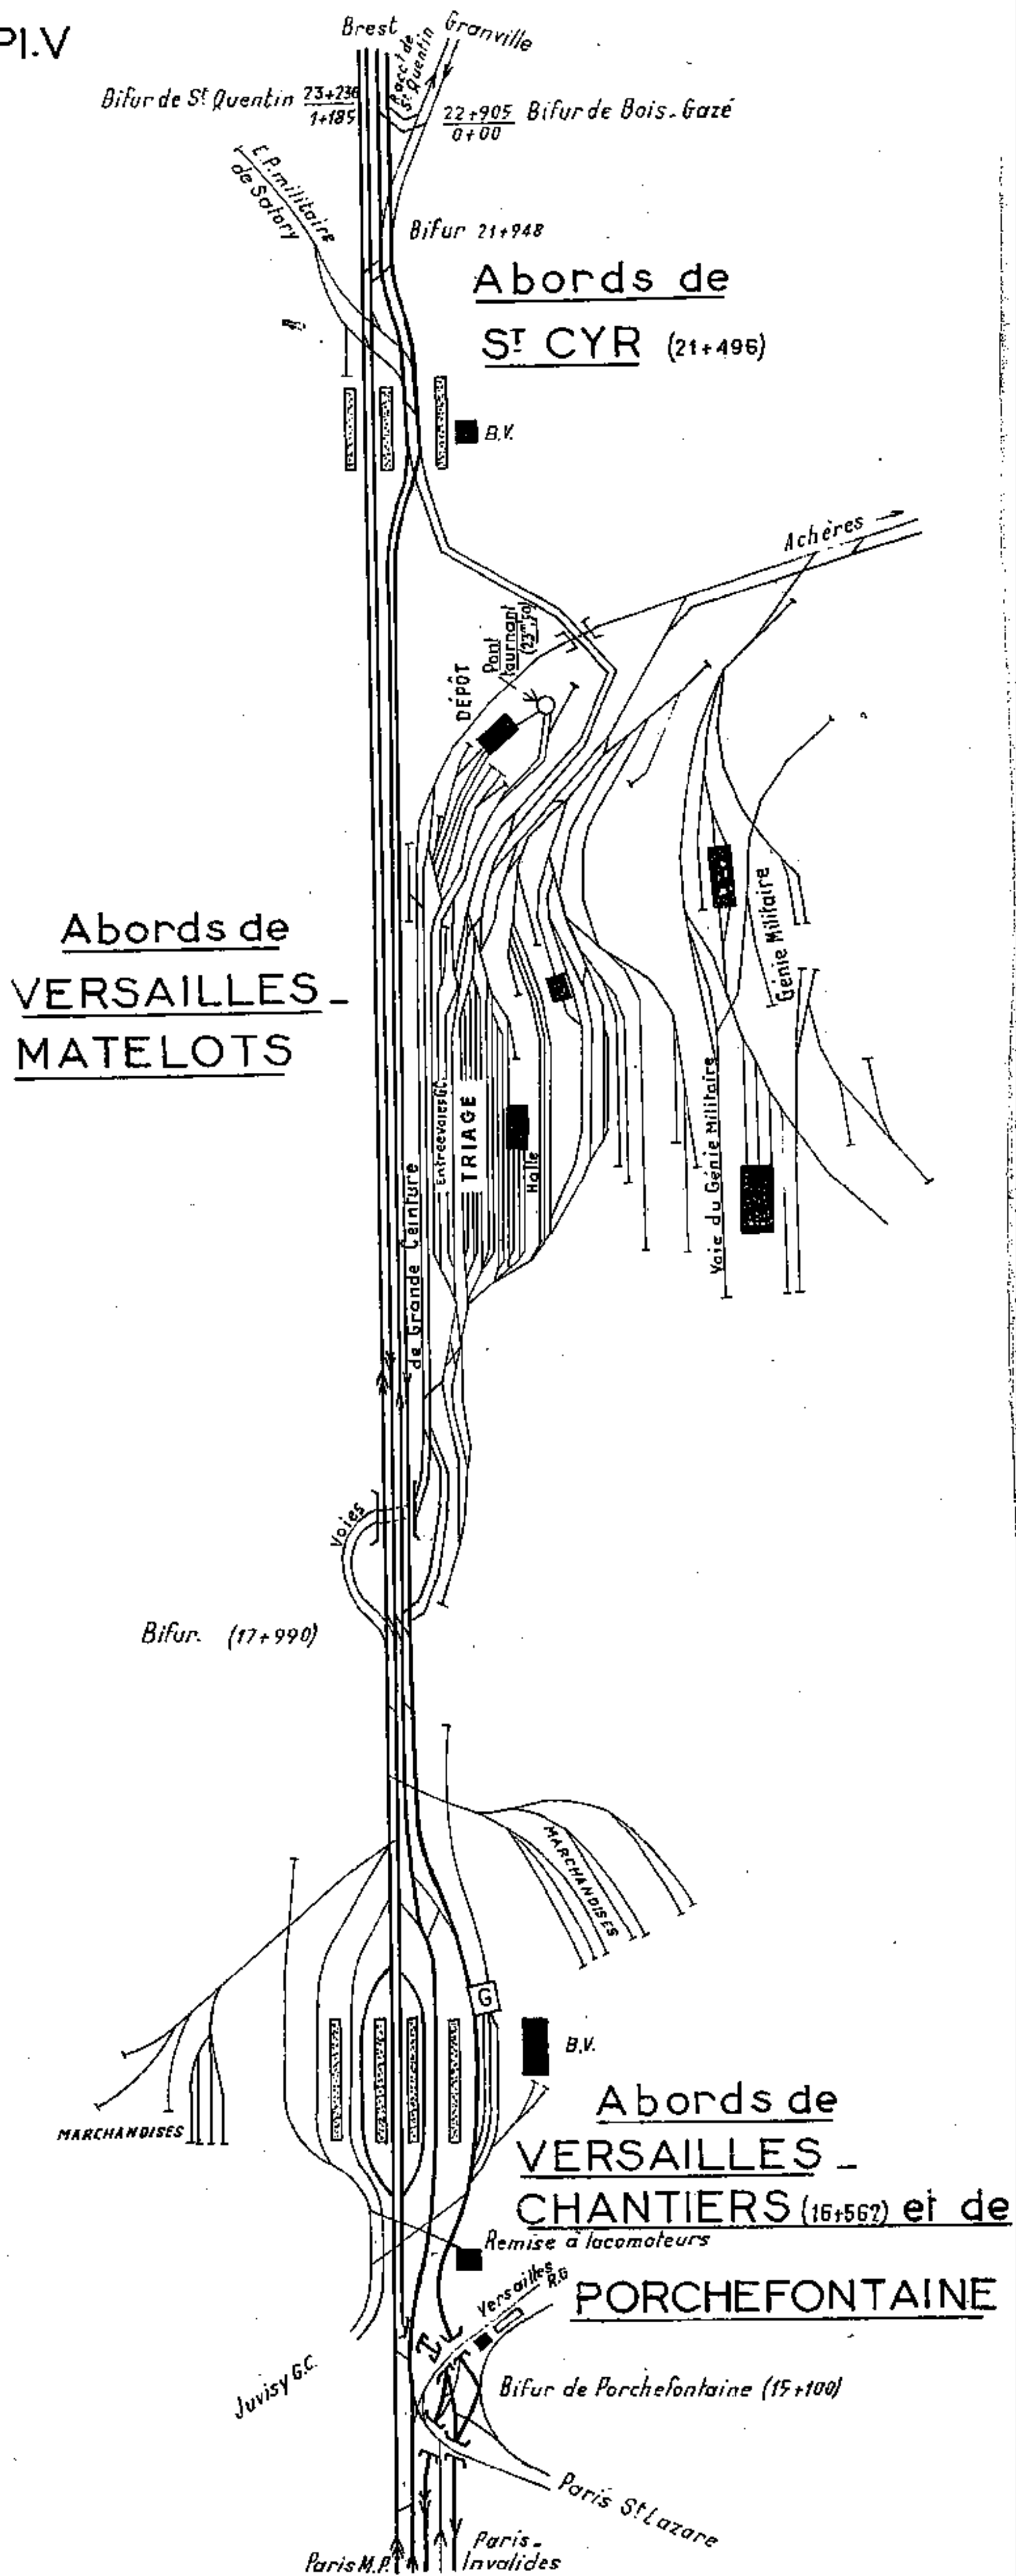 Pl.V
Brest
Racct de
St Quentin
Granville
Bifur de St Quentin 23+236
1+185
22+905 Bifur de Bois-Gazé
0+00
E.P. militaire
de Satory
Bifur 21+948
Abords de
ST CYR (21+496)
B.V.
Achères
Pont
tournant
DÉPÔT
Abords de
VERSAILLES-
MATELOTS
Génie Militaire
Entreevoies G.C.
TRIAGE
Halle
Voie du Génie Militaire
de Grande Ceinture
Voies
Bifur. (17+990)
MARCHANDISES
G
B.V.
MARCHANDISES
Abords de
VERSAILLES-
CHANTIERS (16+562) et de
Remise à locomoteurs
PORCHEFONTAINE
Versailles
R.G
Juvisy G.C.
Bifur de Porchefontaine (15+100)
Paris St Lazare
Paris M.P.
Paris-
Invalides